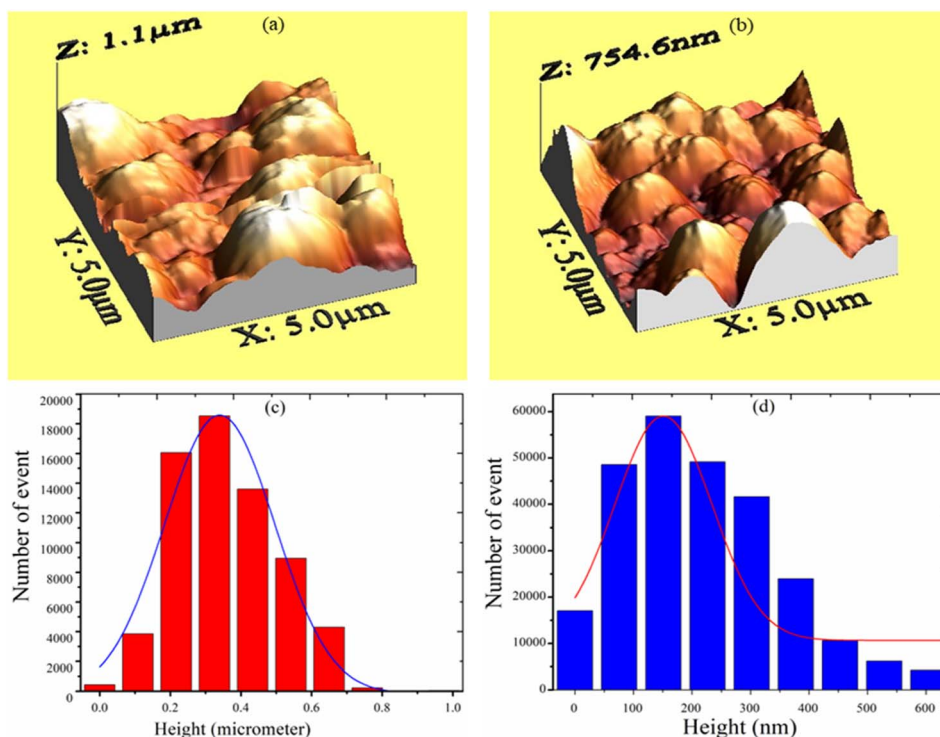 (a)
Z: 1.1μm
Y: 5.0μm
X: 5.0μm
(b)
Z: 754.6nm
Y: 5.0μm
X: 5.0μm
(c)
Number of event
20000
18000
16000
14000
12000
10000
8000
6000
4000
2000
0
0.0 0.2 0.4 0.6 0.8 1.0
Height (micrometer)
(d)
Number of event
60000
50000
40000
30000
20000
10000
0
0 100 200 300 400 500 600
Height (nm)